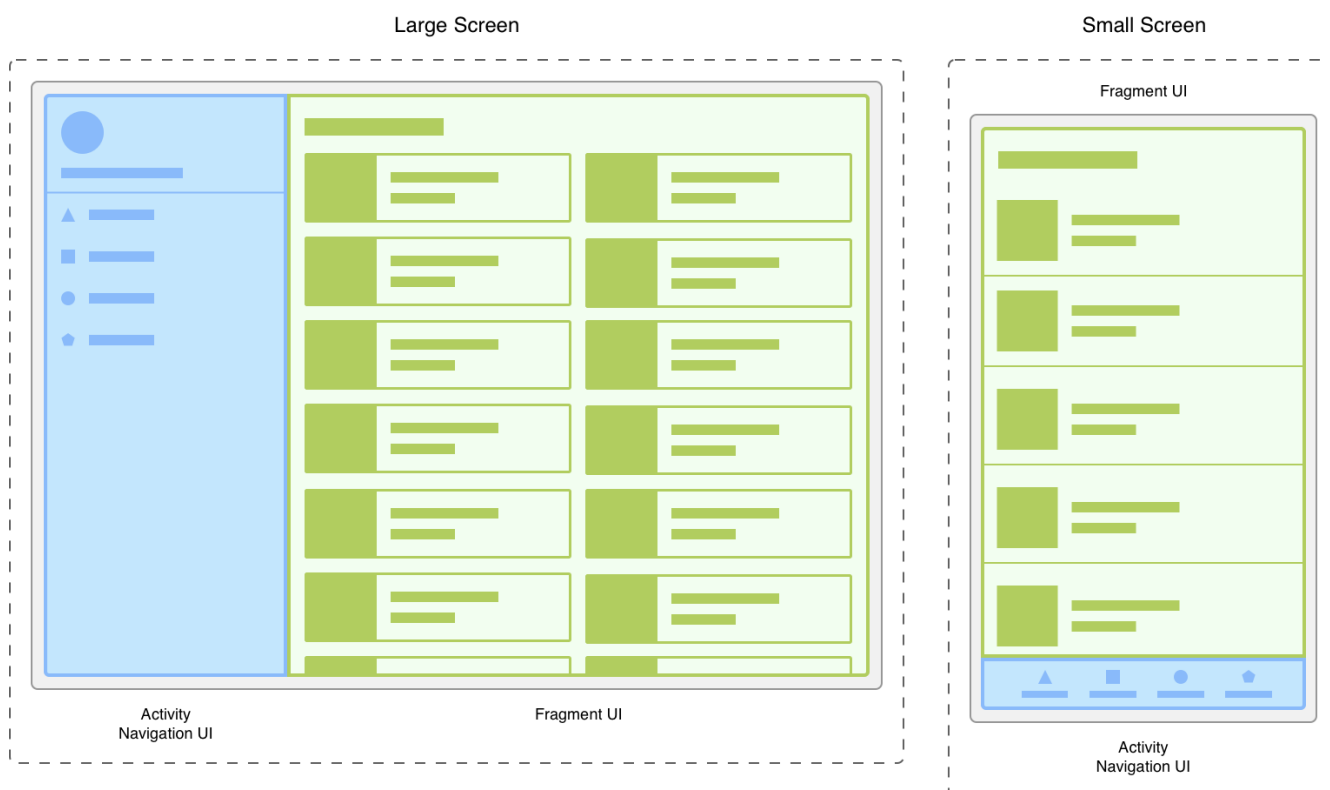 Large Screen
Small Screen
Fragment UI
Activity
Navigation UI
Fragment UI
Activity
Navigation UI